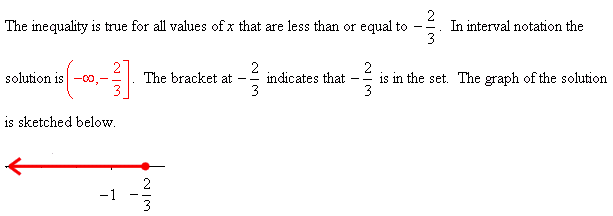 The inequality is true for all values of x that are less than or equal to −2/3. In interval notation the
solution is (−∞, −2/3]. The bracket at −2/3 indicates that −2/3 is in the set. The graph of the solution
is sketched below.
−1 −2/3